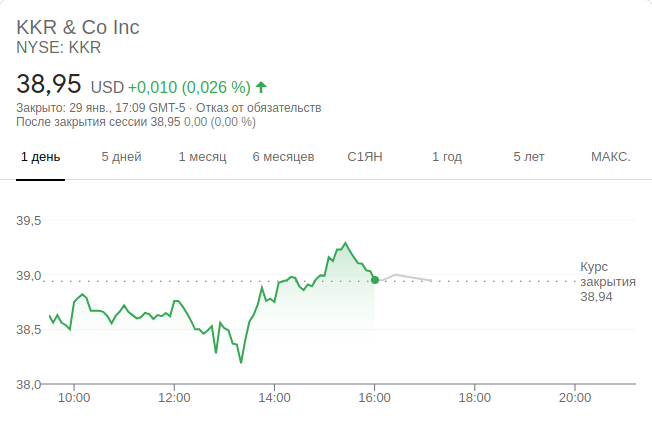 KKR & Co Inc
NYSE: KKR
38,95 USD +0,010 (0,026 %)
Закрыто: 29 янв., 17:09 GMT-5 · Отказ от обязательств
После закрытия сессии 38,95 0,00 (0,00 %)
1 день 5 дней 1 месяц 6 месяцев С1ЯН 1 год 5 лет МАКС.
39,5
39,0
38,5
38,0
Курс
закрытия
38,94
10:00 12:00 14:00 16:00 18:00 20:00